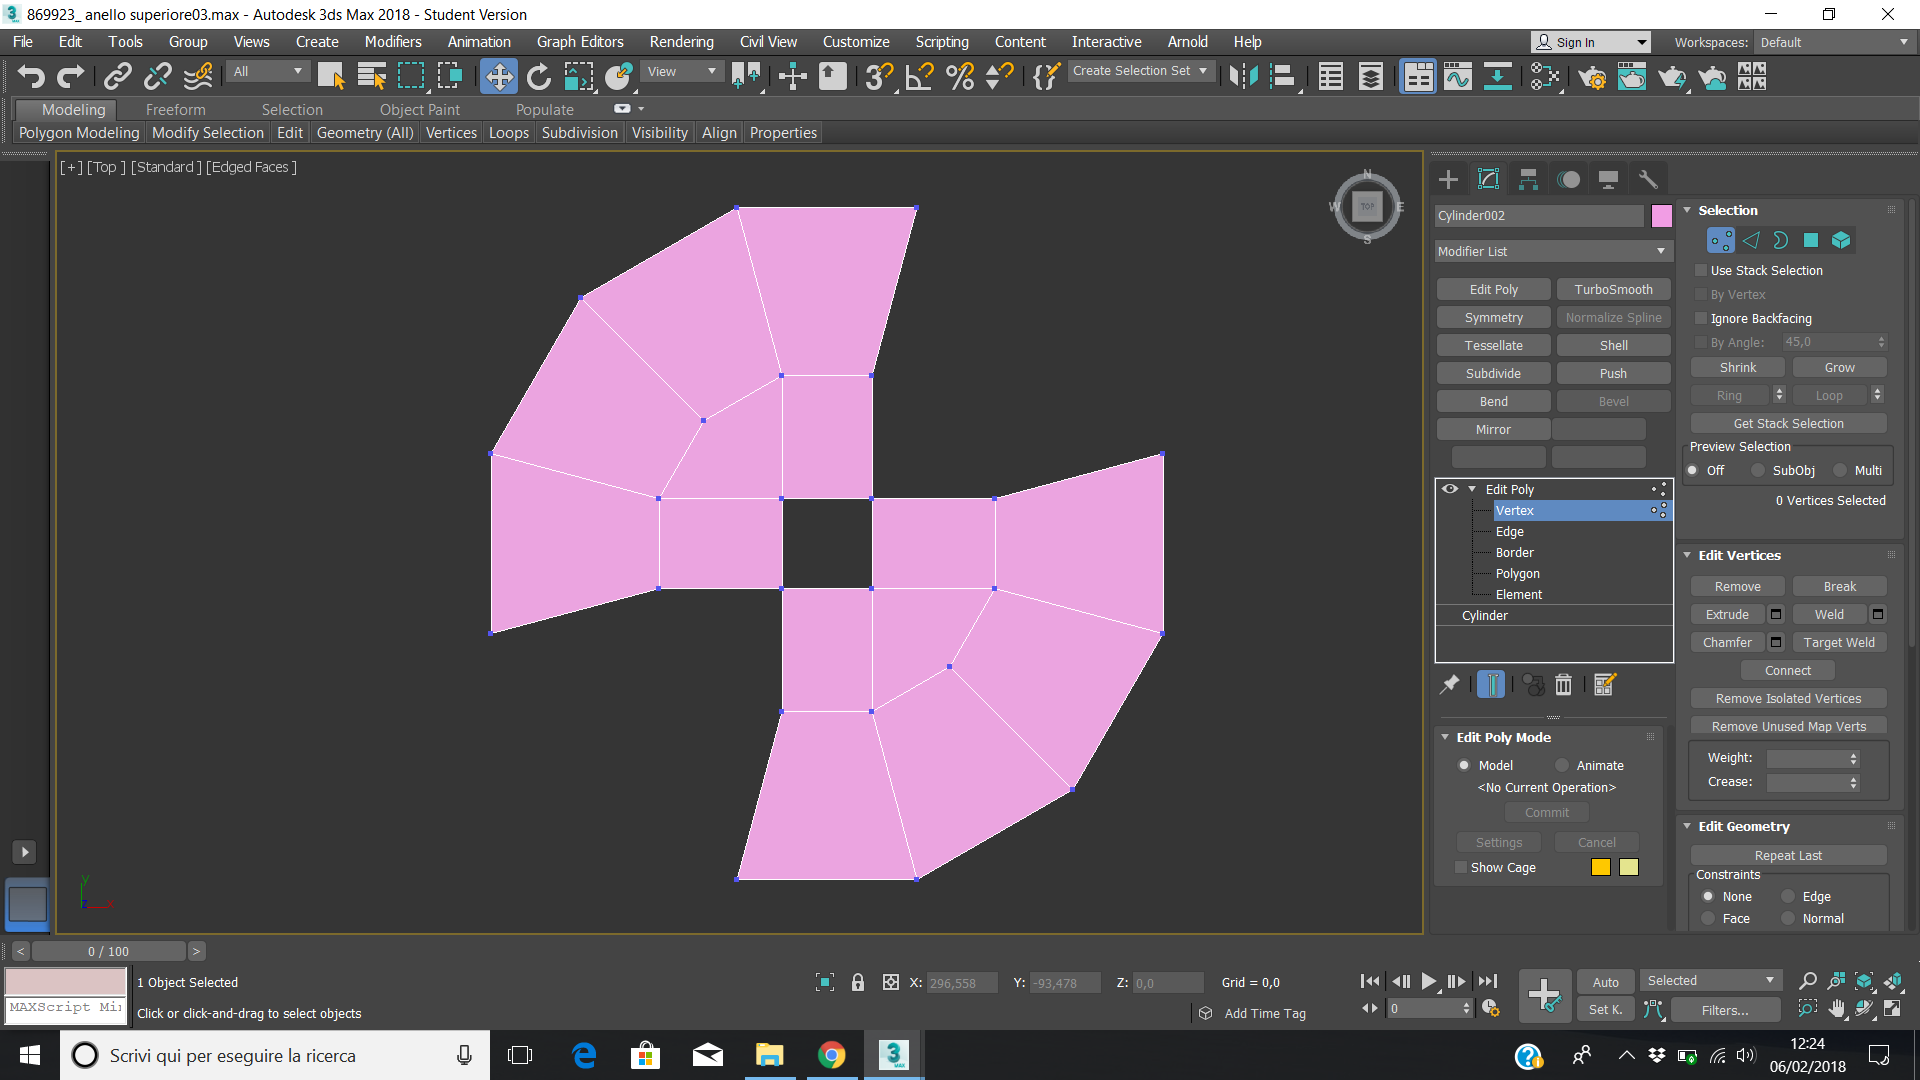 869923_ anello superiore03.max - Autodesk 3ds Max 2018 - Student Version
File Edit Tools Group Views Create Modifiers Animation Graph Editors Rendering Civil View Customize Scripting Content Interactive Arnold Help Sign In Workspaces: Default
All View Create Selection Set
Modeling Freeform Selection Object Paint Populate
Polygon Modeling Modify Selection Edit Geometry (All) Vertices Loops Subdivision Visibility Align Properties
[+] [Top ] [Standard ] [Edged Faces ]
N
W TOP E
S
Cylinder002
Modifier List
Edit Poly TurboSmooth
Symmetry Normalize Spline
Tessellate Shell
Subdivide Push
Bend Bevel
Mirror
Edit Poly
Vertex
Edge
Border
Polygon
Element
Cylinder
Edit Poly Mode
Model Animate
<No Current Operation>
Commit
Settings Cancel
Show Cage
Selection
Use Stack Selection
By Vertex
Ignore Backfacing
By Angle: 45,0
Shrink Grow
Ring Loop
Get Stack Selection
Preview Selection
Off SubObj Multi
0 Vertices Selected
Edit Vertices
Remove Break
Extrude Weld
Chamfer Target Weld
Connect
Remove Isolated Vertices
Remove Unused Map Verts
Weight:
Crease:
Edit Geometry
Repeat Last
Constraints
None Edge
Face Normal
y
z x
< 0 / 100 >
1 Object Selected X: 296,558 Y: -93,478 Z: 0,0 Grid = 0,0 Auto Selected
MAXScript Mi Click or click-and-drag to select objects Add Time Tag 0 Set K. Filters...
Scrivi qui per eseguire la ricerca
3
MAX
12:24
06/02/2018